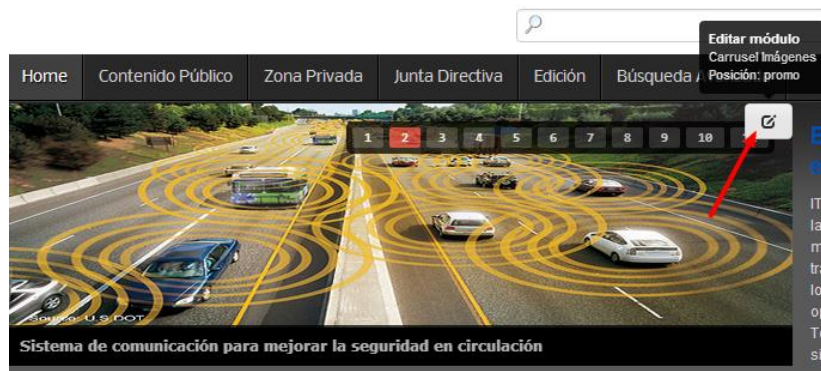 Editar módulo
Carrusel Imágenes
Posición: promo
Home Contenido Público Zona Privada Junta Directiva Edición Búsqueda A
1 2 3 4 5 6 7 8 9 10
Source: U.S.DOT
Sistema de comunicación para mejorar la seguridad en circulación